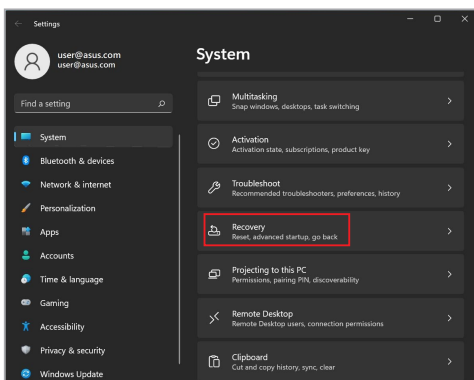 Settings
user@asus.com
user@asus.com
Find a setting
System
Bluetooth & devices
Network & internet
Personalization
Apps
Accounts
Time & language
Gaming
Accessibility
Privacy & security
Windows Update
System
Multitasking
Snap windows, desktops, task switching
Activation
Activation state, subscriptions, product key
Troubleshoot
Recommended troubleshooters, preferences, history
Recovery
Reset, advanced startup, go back
Projecting to this PC
Permissions, pairing PIN, discoverability
Remote Desktop
Remote Desktop users, connection permissions
Clipboard
Cut and copy history, sync, clear